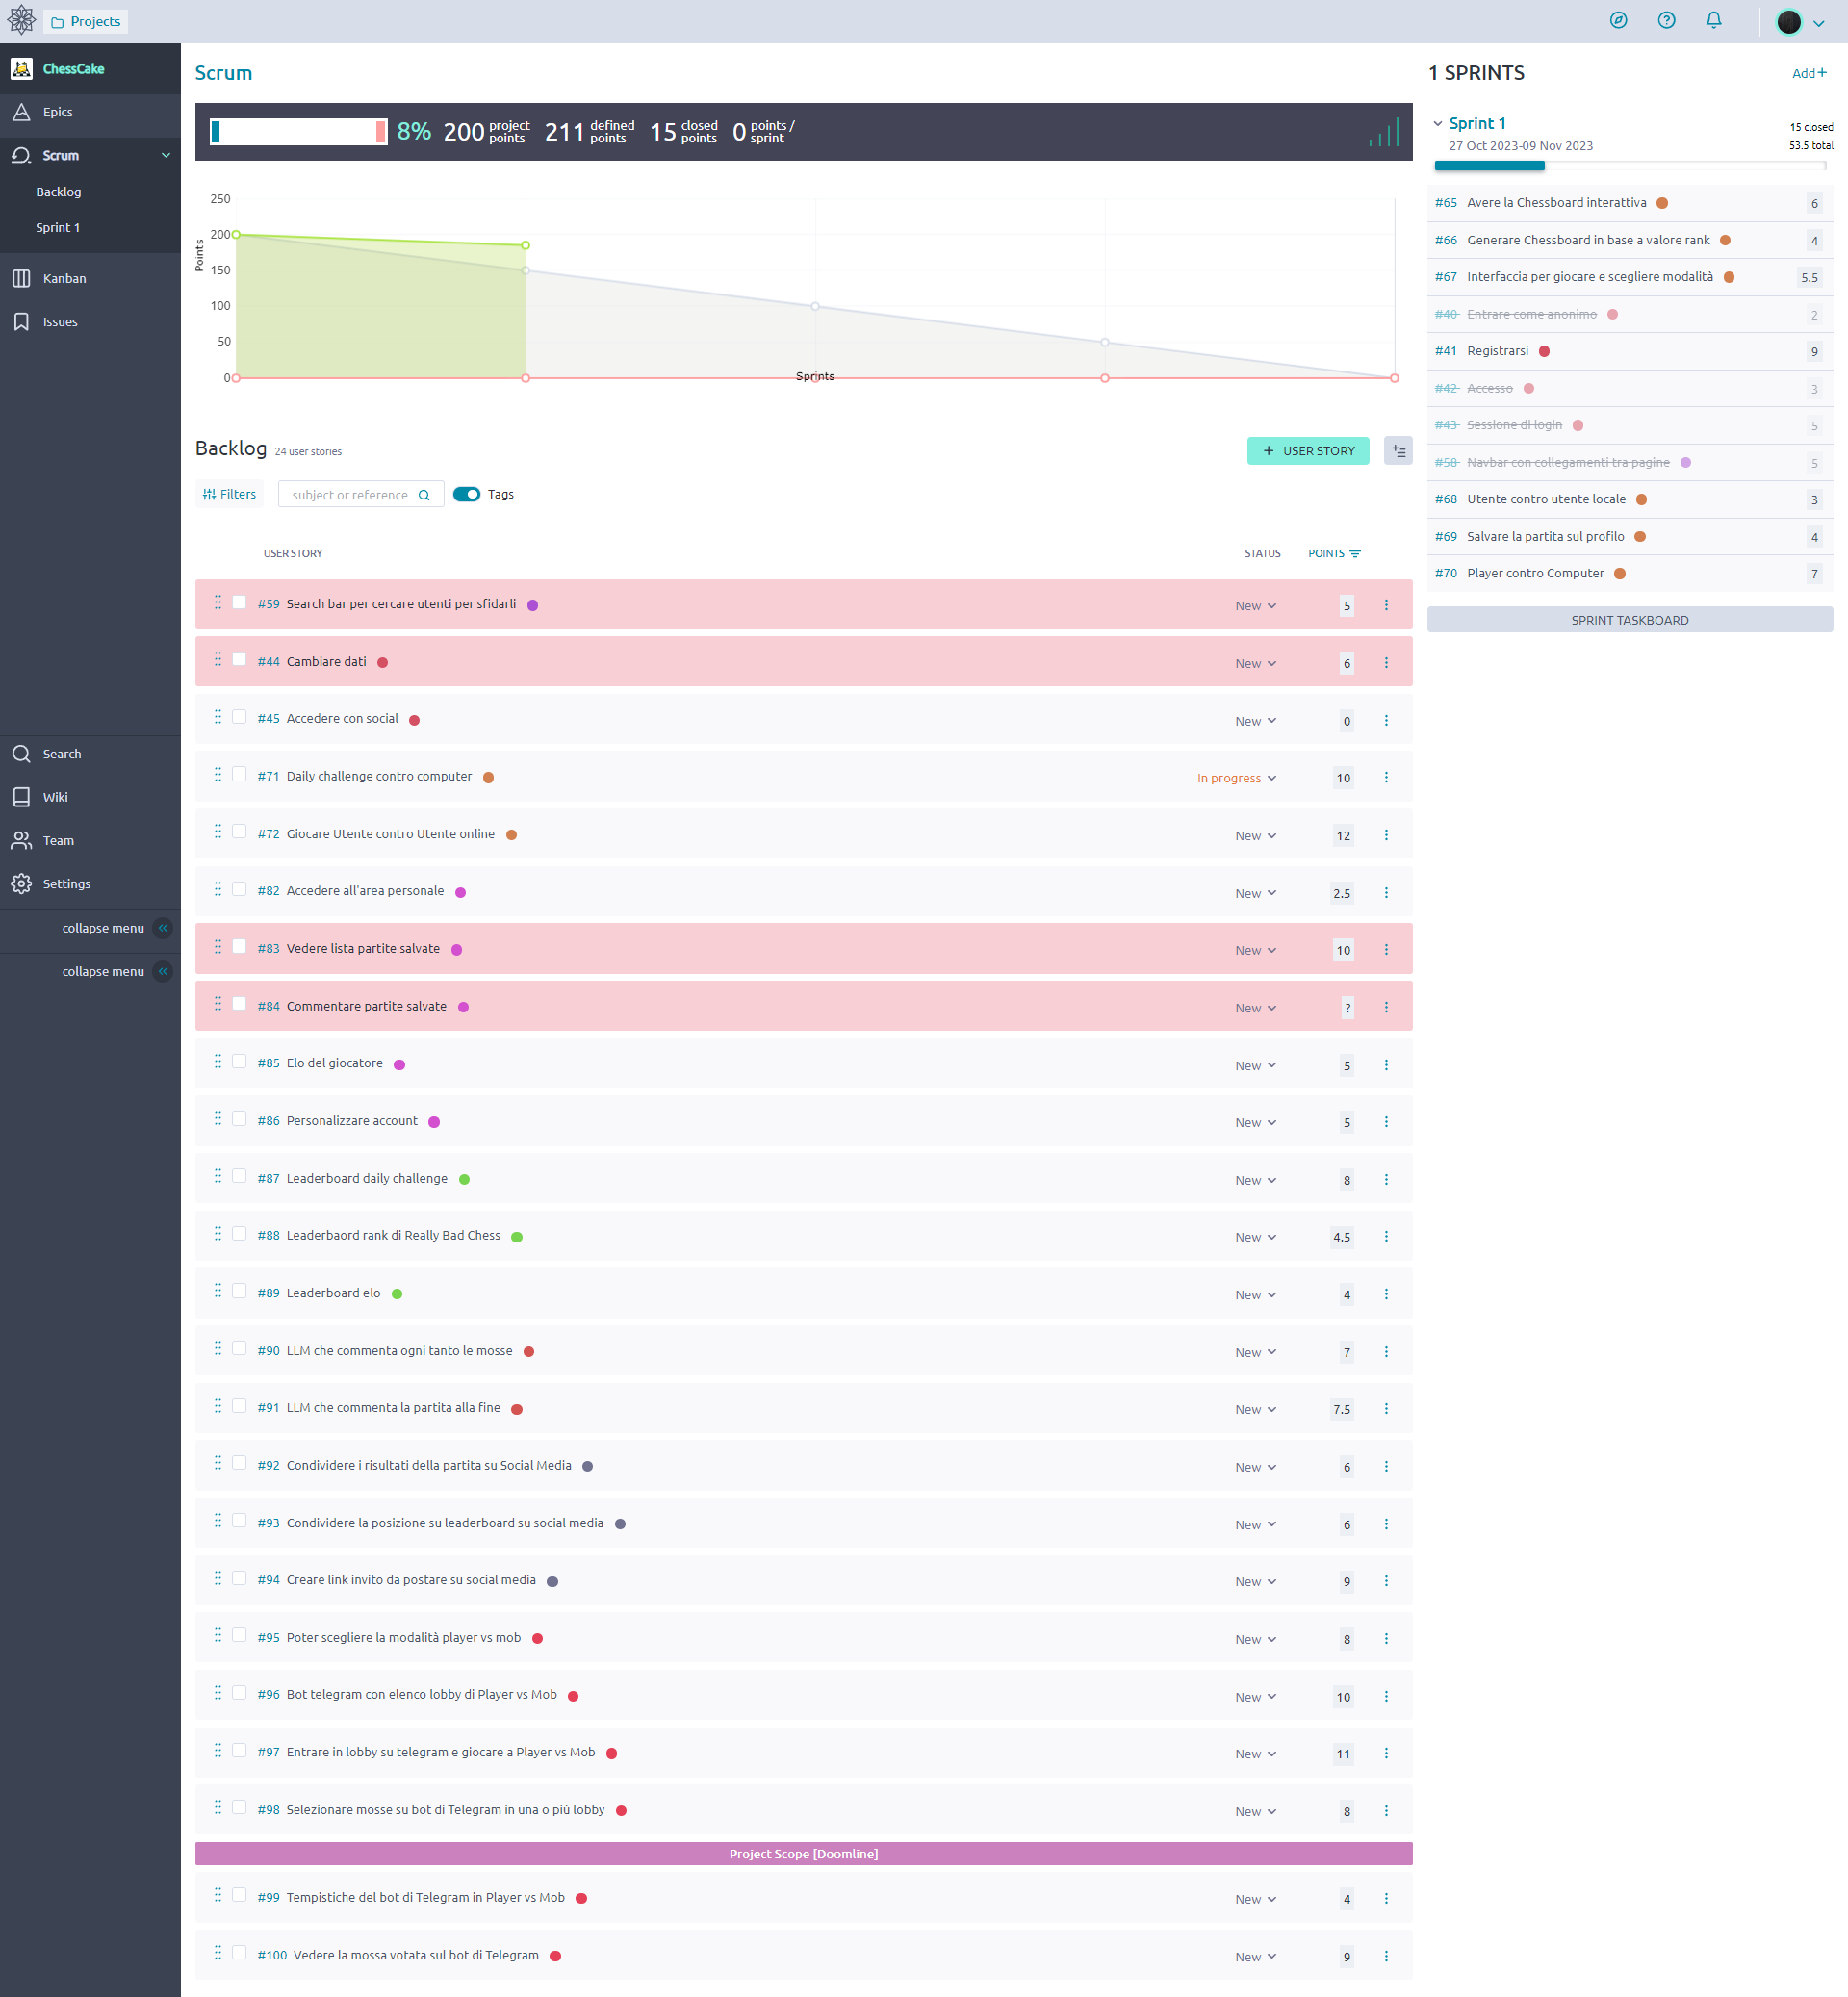 Projects
ChessCake
Epics
Scrum
Backlog
Sprint 1
Kanban
Issues
Search
Wiki
Team
Settings
collapse menu
collapse menu
Scrum
8% 200 project points 211 defined points 15 closed points 0 points / sprint
250
200
150
100
50
0
Points
Sprints
Backlog 24 user stories
USER STORY
Filters subject or reference Tags
USER STORY STATUS POINTS
#59 Search bar per cercare utenti per sfidarli New 5
#44 Cambiare dati New 6
#45 Accedere con social New 0
#71 Daily challenge contro computer In progress 10
#72 Giocare Utente contro Utente online New 12
#82 Accedere all'area personale New 2.5
#83 Vedere lista partite salvate New 10
#84 Commentare partite salvate New ?
#85 Elo del giocatore New 5
#86 Personalizzare account New 5
#87 Leaderboard daily challenge New 8
#88 Leaderbaord rank di Really Bad Chess New 4.5
#89 Leaderboard elo New 4
#90 LLM che commenta ogni tanto le mosse New 7
#91 LLM che commenta la partita alla fine New 7.5
#92 Condividere i risultati della partita su Social Media New 6
#93 Condividere la posizione su leaderboard su social media New 6
#94 Creare link invito da postare su social media New 9
#95 Poter scegliere la modalità player vs mob New 8
#96 Bot telegram con elenco lobby di Player vs Mob New 10
#97 Entrare in lobby su telegram e giocare a Player vs Mob New 11
#98 Selezionare mosse su bot di Telegram in una o più lobby New 8
Project Scope [Doomline]
#99 Tempistiche del bot di Telegram in Player vs Mob New 4
#100 Vedere la mossa votata sul bot di Telegram New 9
1 SPRINTS Add+
Sprint 1 15 closed
27 Oct 2023-09 Nov 2023 53.5 total
#65 Avere la Chessboard interattiva 6
#66 Generare Chessboard in base a valore rank 4
#67 Interfaccia per giocare e scegliere modalità 5.5
#40 Entrare come anonimo 2
#41 Registrarsi 9
#42 Accesso 3
#43 Sessione di login 5
#58 Navbar con collegamenti tra pagine 5
#68 Utente contro utente locale 3
#69 Salvare la partita sul profilo 4
#70 Player contro Computer 7
SPRINT TASKBOARD